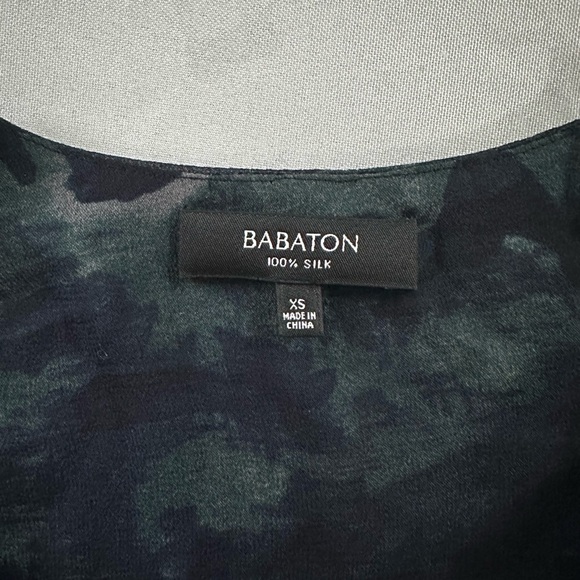 BABATON
100% SILK
XS
MADE IN
CHINA